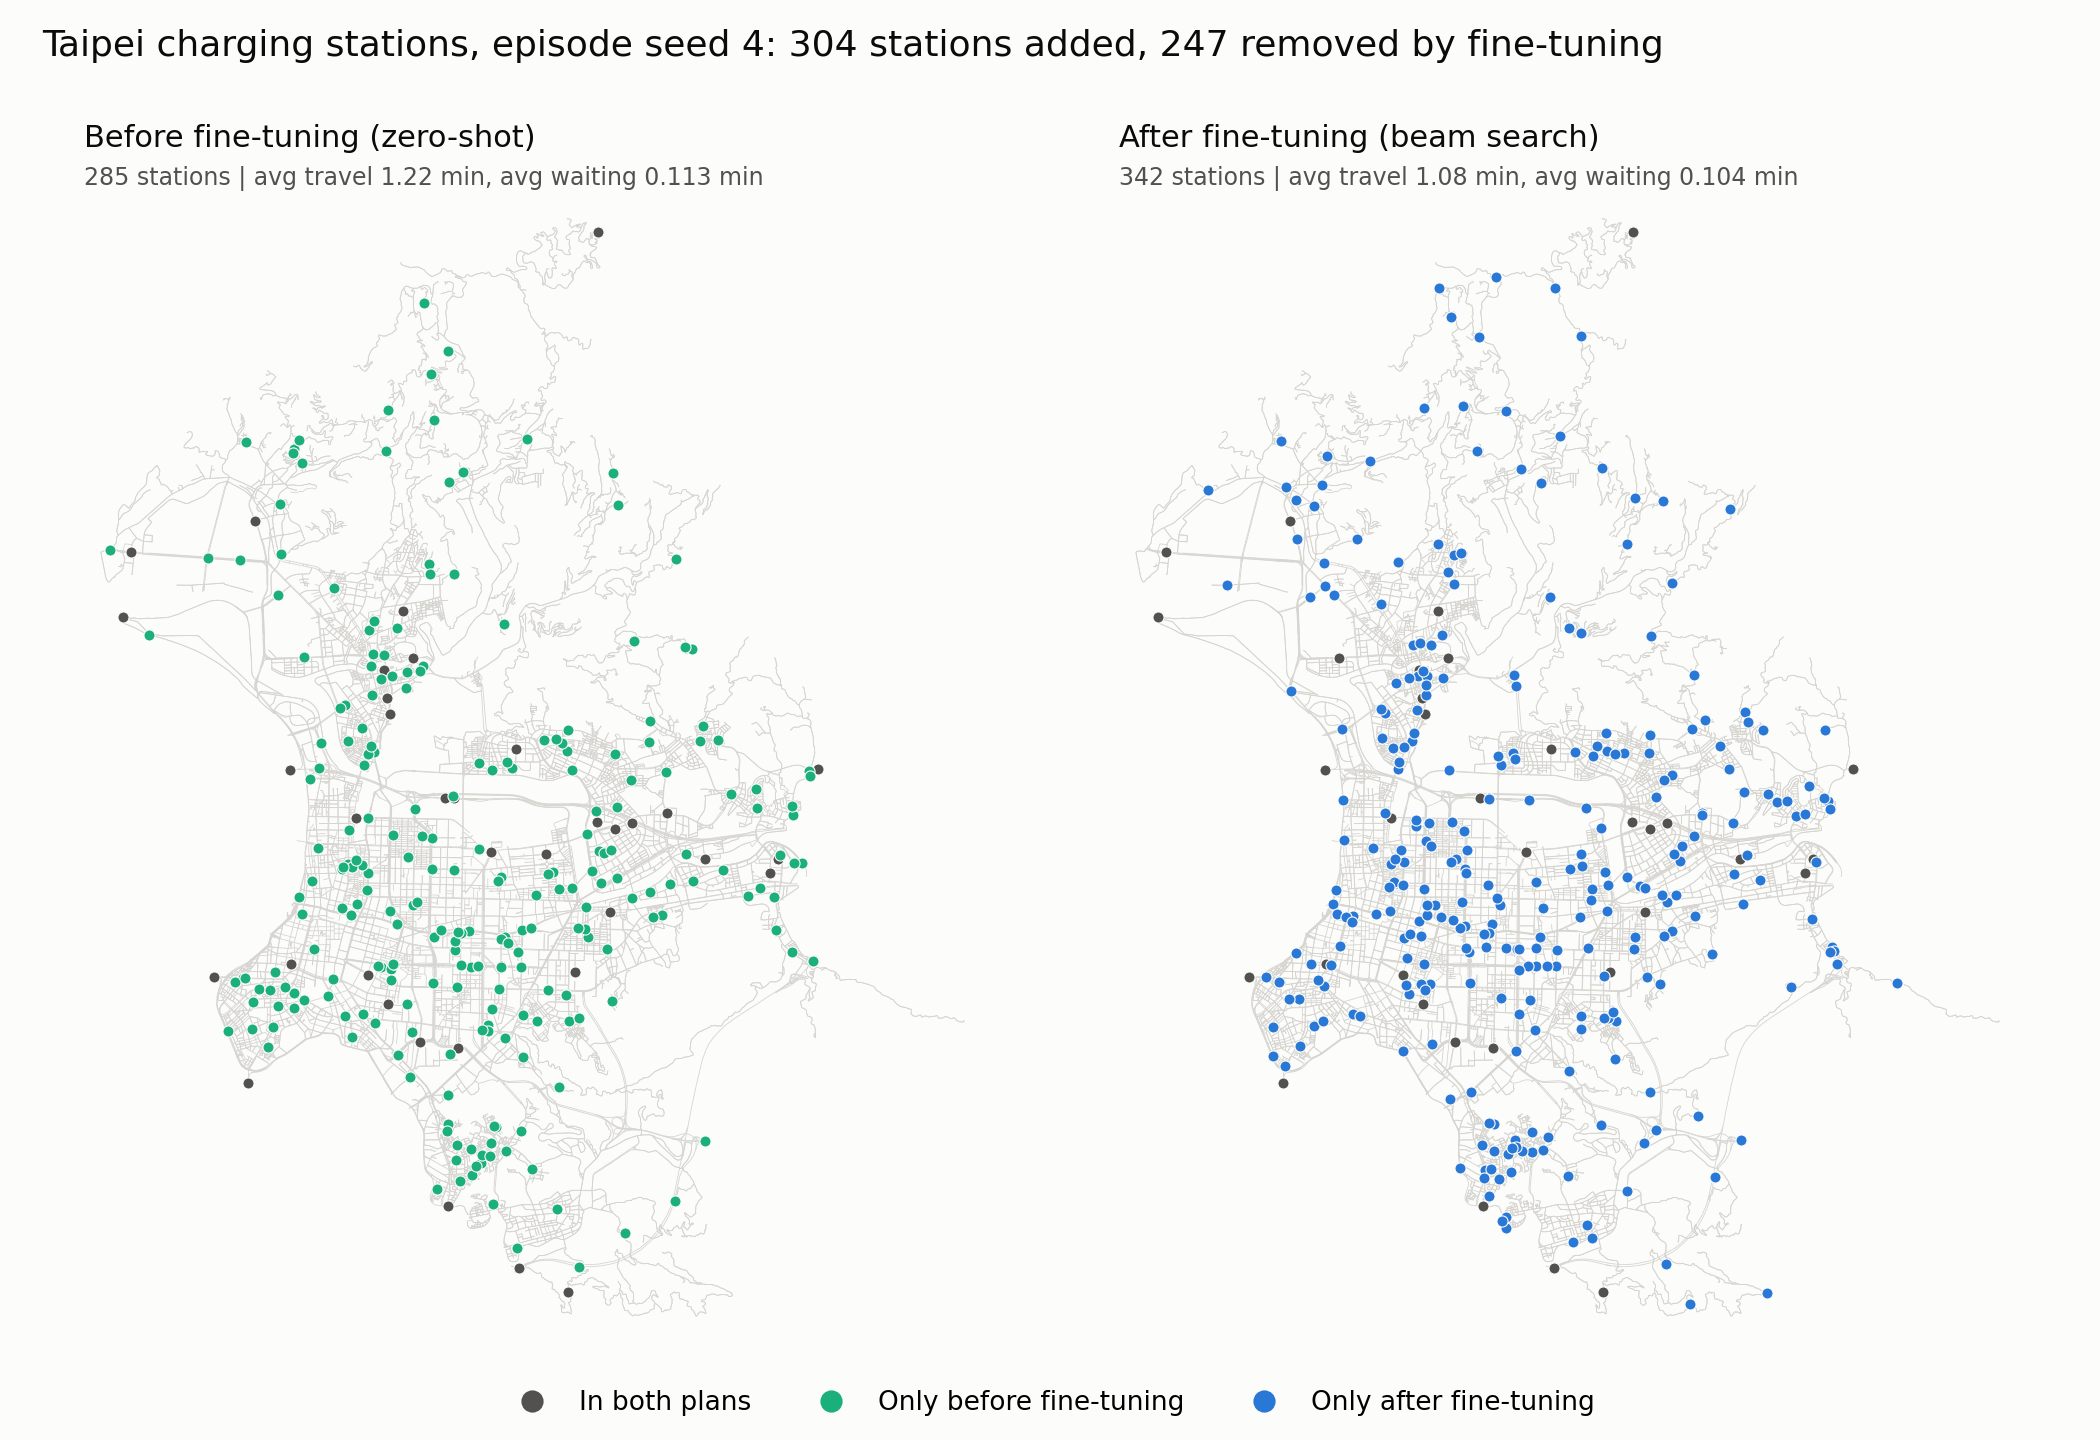 Taipei charging stations, episode seed 4: 304 stations added, 247 removed by fine-tuning
Before fine-tuning (zero-shot)
285 stations | avg travel 1.22 min, avg waiting 0.113 min
After fine-tuning (beam search)
342 stations | avg travel 1.08 min, avg waiting 0.104 min
In both plans
Only before fine-tuning
Only after fine-tuning